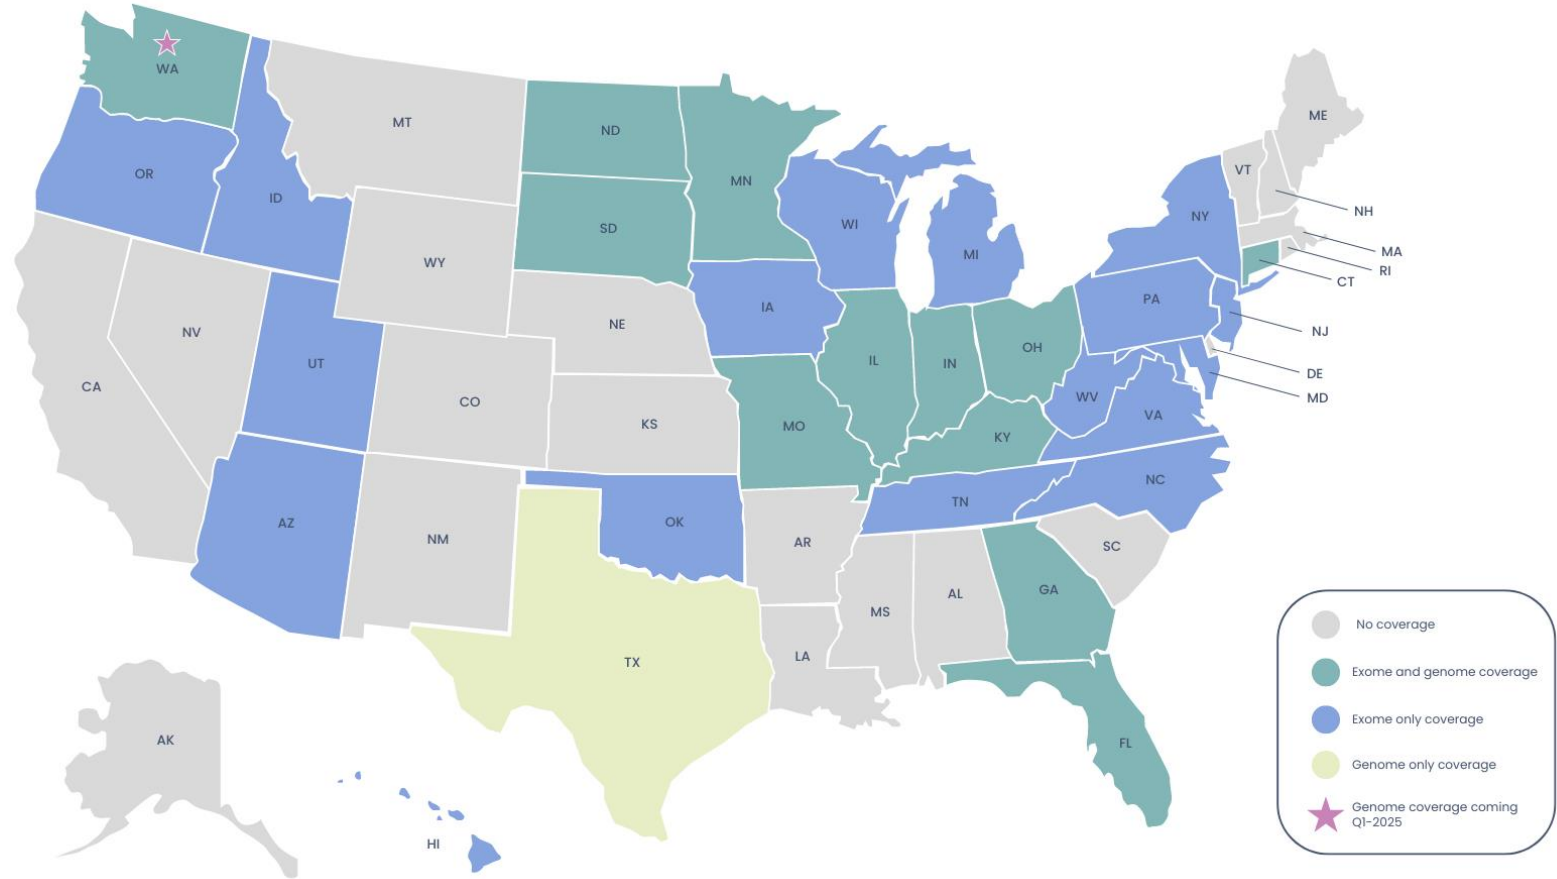 WA
MT
ND
ME
VT
OR
MN
ID
NH
NY
SD
WI
MA
MI
WY
RI
CT
PA
IA
NE
NV
NJ
OH
IL
IN
UT
DE
CA
WV
MD
CO
VA
KS
MO
KY
NC
TN
AZ
OK
NM
AR
SC
GA
AL
MS
LA
TX
AK
FL
HI
No coverage
Exome and genome coverage
Exome only coverage
Genome only coverage
Genome coverage coming
Q1-2025